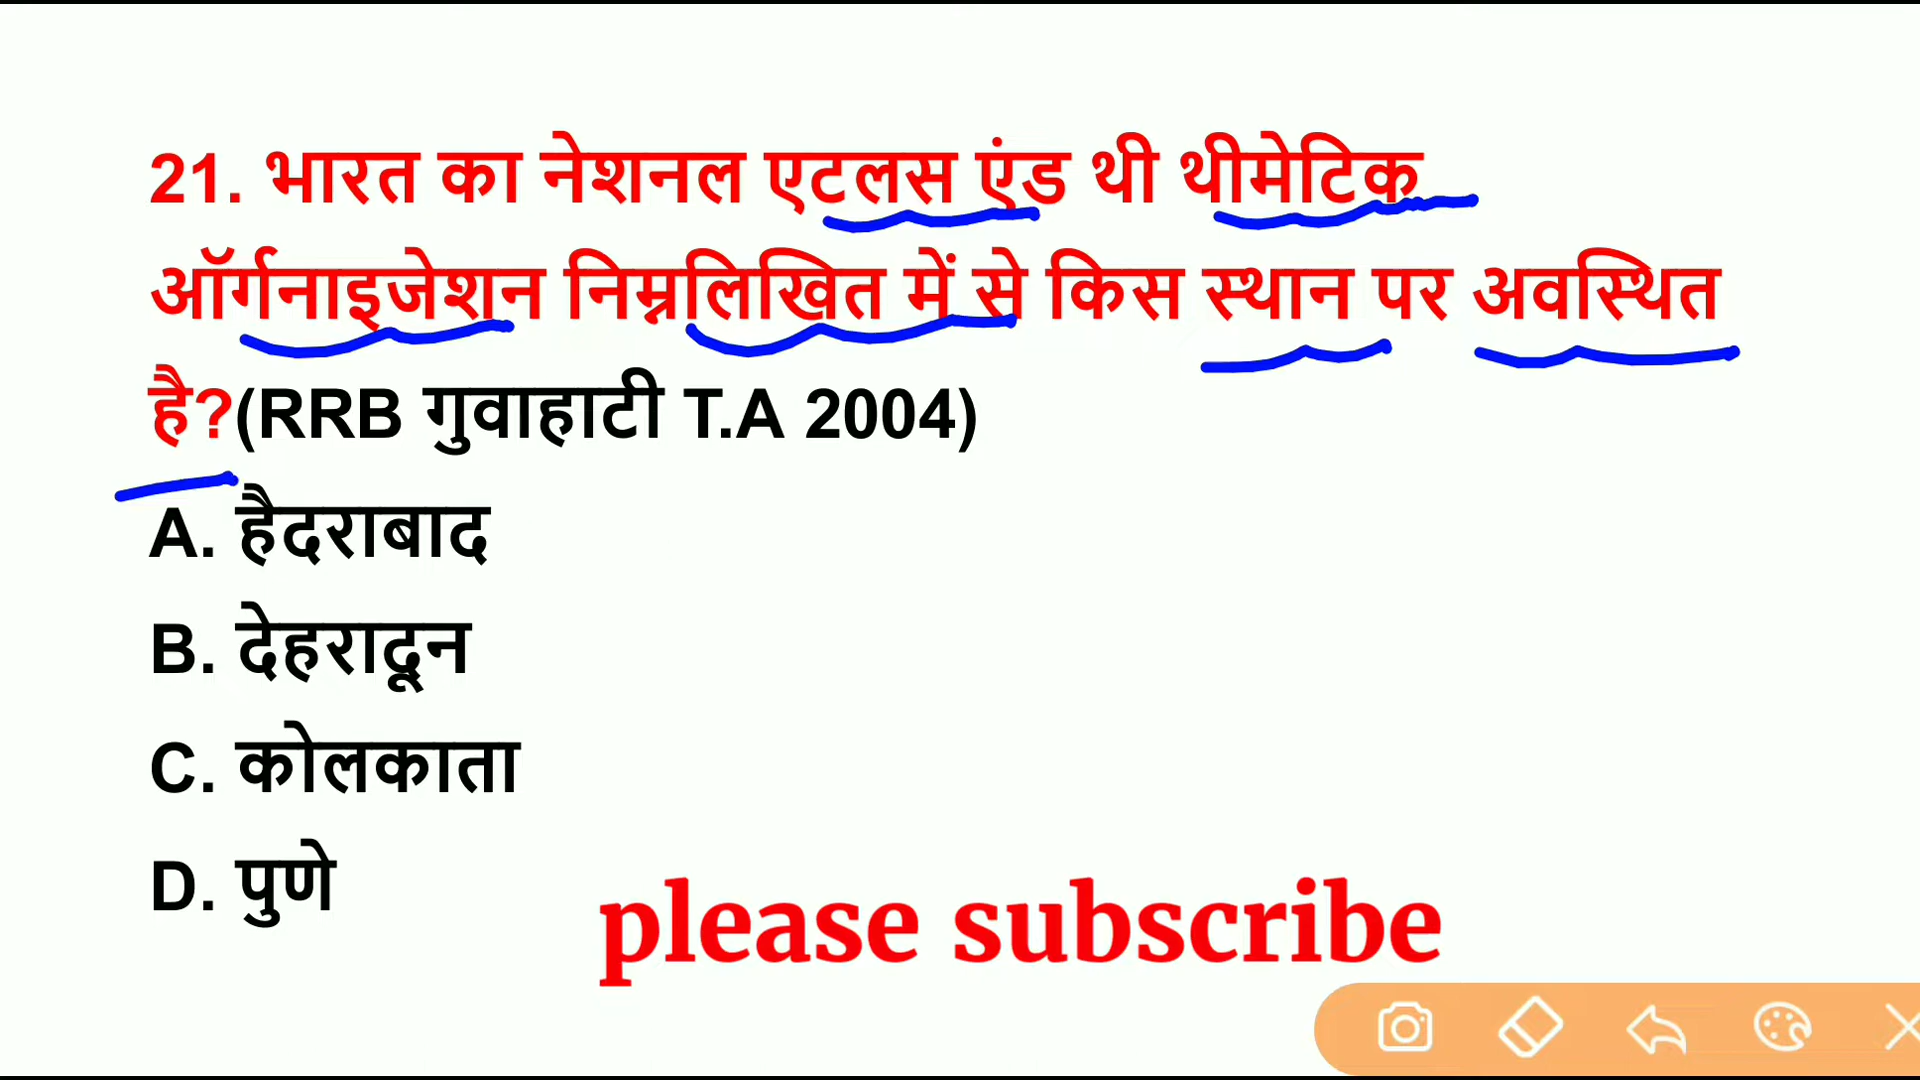 21. भारत का नेशनल एटलस एंड थी थीमेटिक
ऑर्गनाइजेशन निम्नलिखित में से किस स्थान पर अवस्थित
है?(RRB गुवाहाटी T.A 2004)
A. हैदराबाद
B. देहरादून
C. कोलकाता
D. पुणे
please subscribe